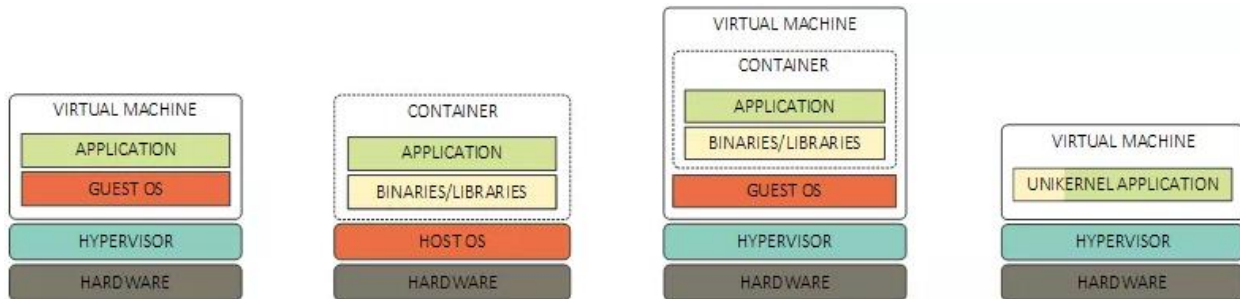 VIRTUAL MACHINE
APPLICATION
GUEST OS
HYPERVISOR
HARDWARE
CONTAINER
APPLICATION
BINARIES/LIBRARIES
HOST OS
HARDWARE
VIRTUAL MACHINE
CONTAINER
APPLICATION
BINARIES/LIBRARIES
GUEST OS
HYPERVISOR
HARDWARE
VIRTUAL MACHINE
UNIKERNEL APPLICATION
HYPERVISOR
HARDWARE